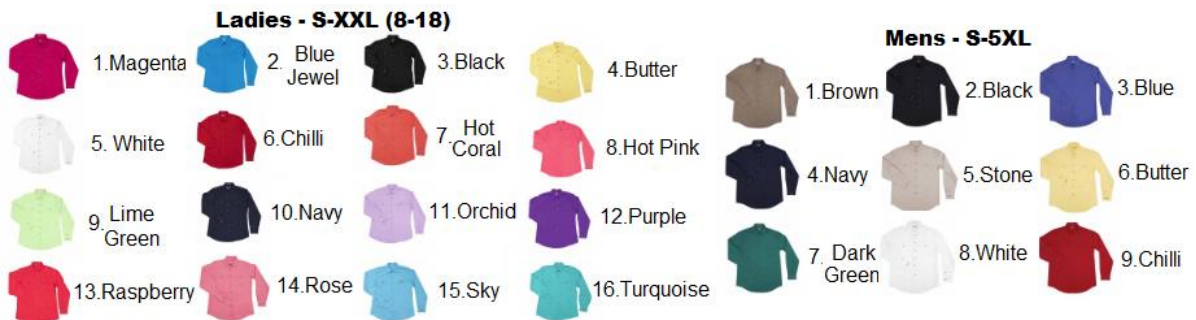 Ladies - S-XXL (8-18)
1.Magenta
2. Blue
Jewel
3.Black
4.Butter
5. White
6.Chilli
7. Hot
Coral
8.Hot Pink
9. Lime
Green
10.Navy
11.Orchid
12.Purple
13.Raspberry
14.Rose
15.Sky
16.Turquoise
Mens - S-5XL
1.Brown
2.Black
3.Blue
4.Navy
5.Stone
6.Butter
7. Dark
Green
8.White
9.Chilli